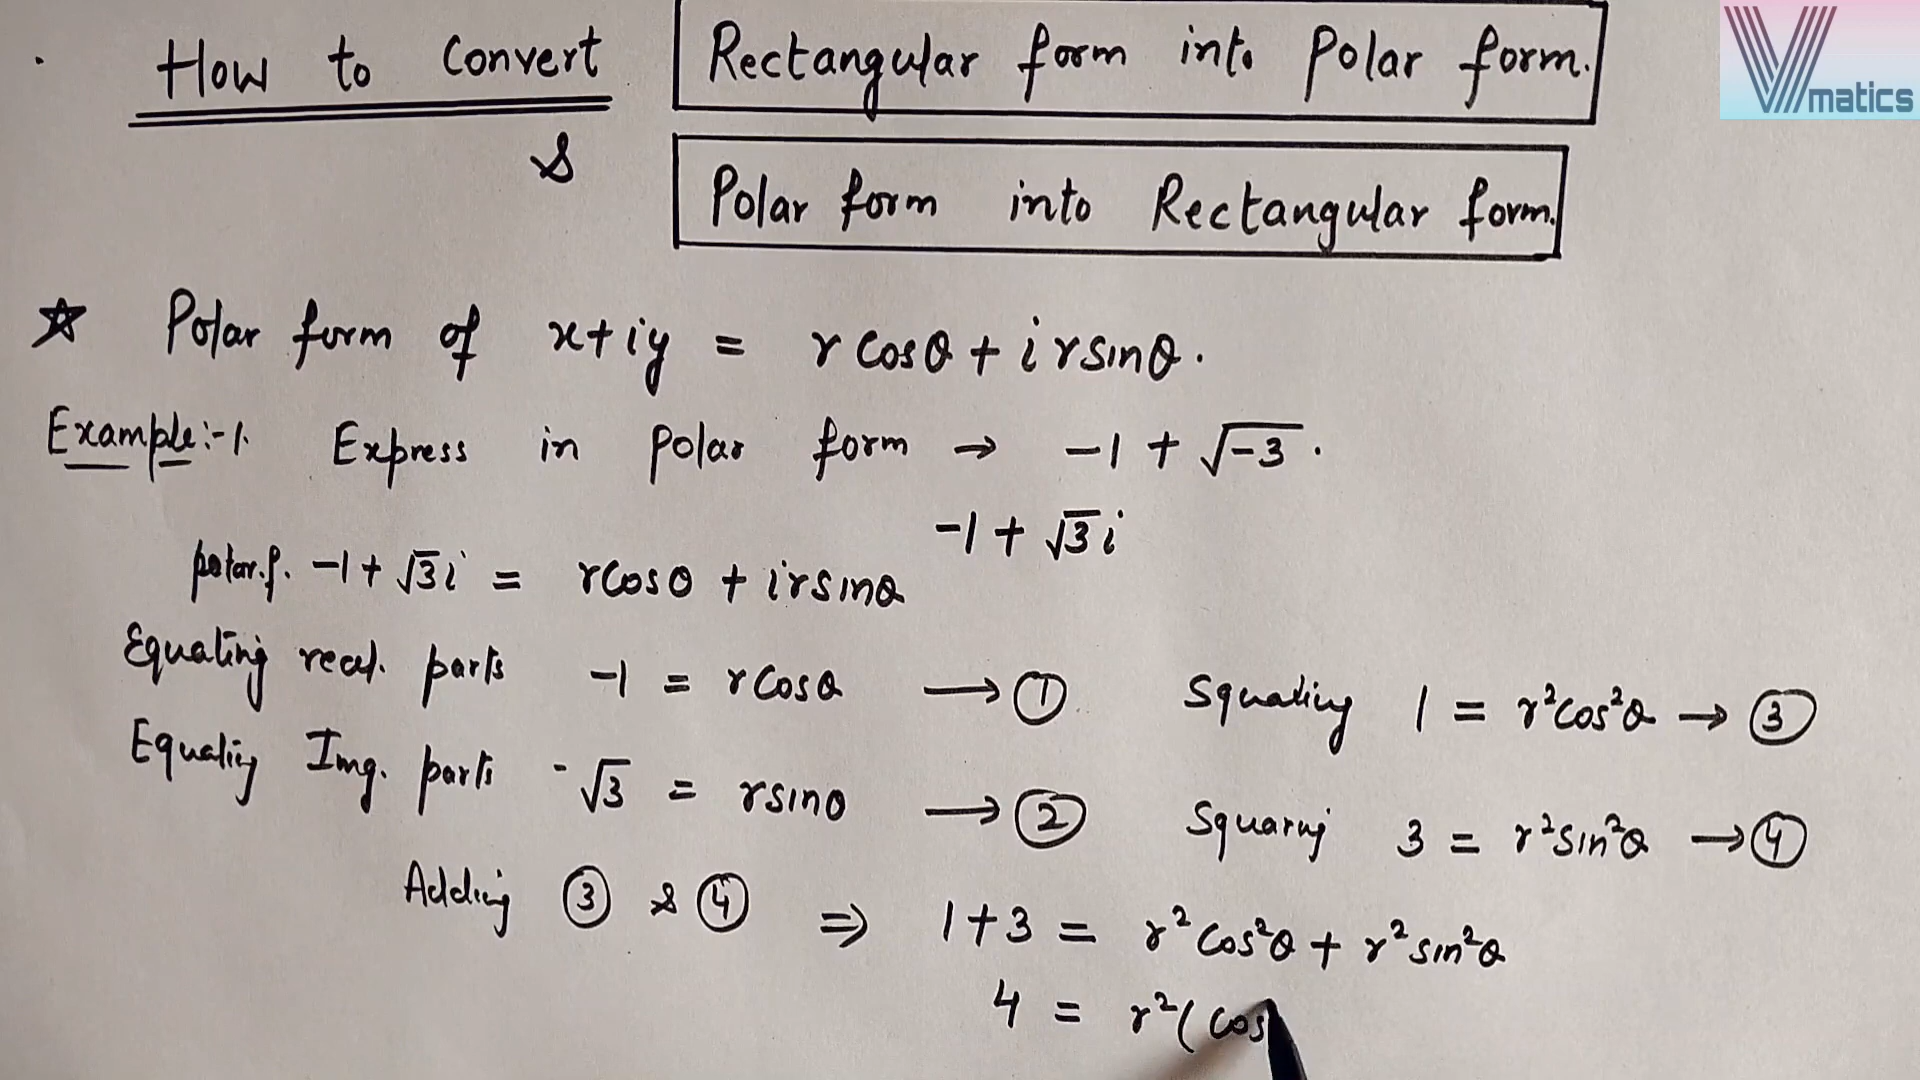 How to Convert
Rectangular form into Polar form.
&
Polar form into Rectangular form.
☆ Polar form of x+iy = r cosθ + i r sinθ.
Example:-1. Express in polar form → -1 + √-3.
-1 + √3 i
polar.f. -1 + √3 i = r cosθ + i r sinθ
Equating real. parts -1 = r cosθ → ①
Squating 1 = r²cos²θ → ③
Equatiy Img. parts -√3 = r sinθ → ②
Squaring 3 = r²sin²θ → ④
Adding ③ & ④ ⇒ 1+3 = r²cos²θ + r²sin²θ
4 = r²(cos
Vmatics